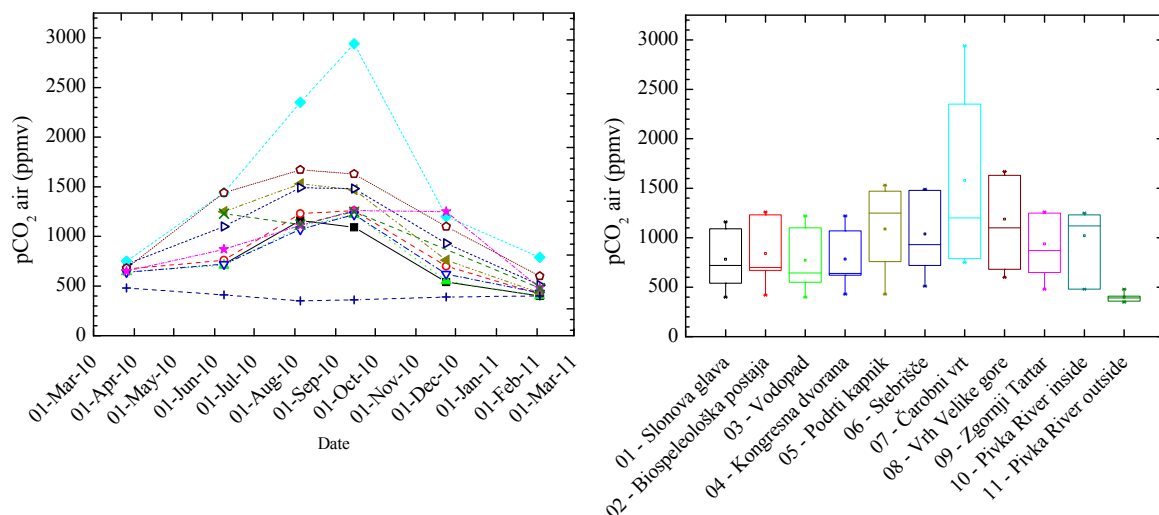 pCO2 air (ppmv)
3000
2500
2000
1500
1000
500
0
01-Mar-10
01-Apr-10
01-May-10
01-Jun-10
01-Jul-10
01-Aug-10
01-Sep-10
01-Oct-10
01-Nov-10
01-Dec-10
01-Jan-11
01-Feb-11
01-Mar-11
Date
pCO2 air (ppmv)
3000
2500
2000
1500
1000
500
0
01 - Slonova glava
02 - Biospeleološka postaja
03 - Vodopad
04 - Kongresna dvorana
05 - Podrti kapnik
06 - Stebrišče
07 - Čarobni vrt
08 - Vrh Velike gore
09 - Zgornji Tartar
10 - Pivka River inside
11 - Pivka River outside